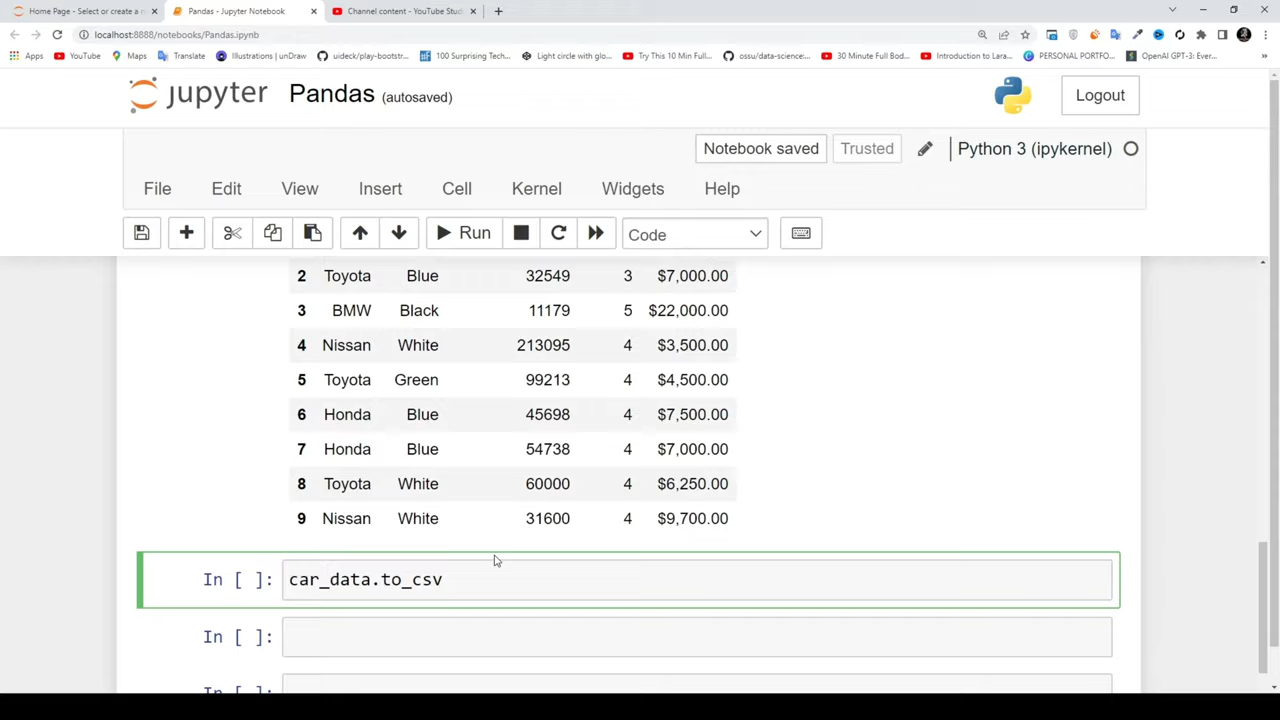 Home Page - Select or create a n
Pandas - Jupyter Notebook
Channel content - YouTube Stud
localhost:8888/notebooks/Pandas.ipynb
Apps YouTube Maps Translate Illustrations | unDraw uideck/play-bootstr... 100 Surprising Tech... Light circle with glo... Try This 10 Min Full... ossu/data-science:... 30 Minute Full Bod... Introduction to Lara... PERSONAL PORTFO... OpenAI GPT-3: Ever...
jupyter Pandas (autosaved) Logout
Notebook saved Trusted Python 3 (ipykernel)
File Edit View Insert Cell Kernel Widgets Help
Run Code
2 Toyota Blue 32549 3 $7,000.00
3 BMW Black 11179 5 $22,000.00
4 Nissan White 213095 4 $3,500.00
5 Toyota Green 99213 4 $4,500.00
6 Honda Blue 45698 4 $7,500.00
7 Honda Blue 54738 4 $7,000.00
8 Toyota White 60000 4 $6,250.00
9 Nissan White 31600 4 $9,700.00
In [ ]: car_data.to_csv
In [ ]:
In [ ]: